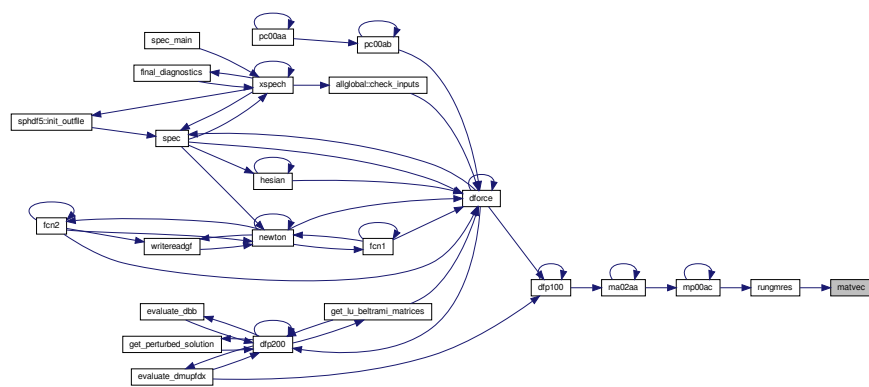 spec_main
pc00aa
pc00ab
final_diagnostics
xspech
allglobal::check_inputs
sphdf5::init_outfile
spec
hesian
dforce
fcn2
newton
writereadgf
fcn1
dfp100
ma02aa
mp00ac
rungmres
matvec
evaluate_dbb
get_lu_beltrami_matrices
get_perturbed_solution
dfp200
evaluate_dmupfdx